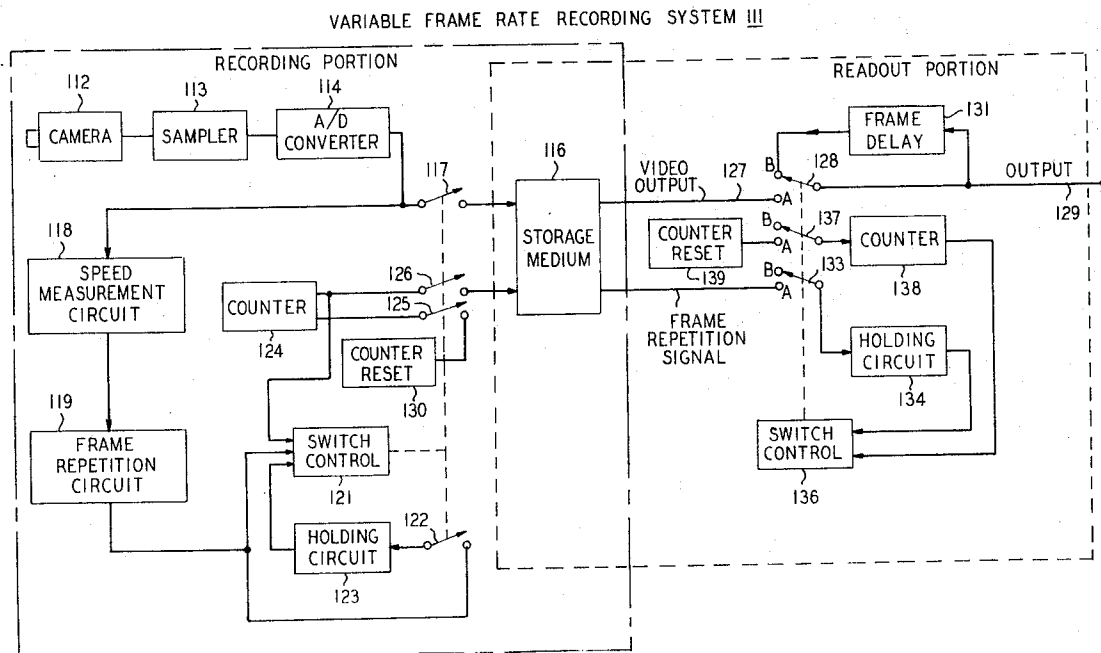 VARIABLE FRAME RATE RECORDING SYSTEM III
RECORDING PORTION
READOUT PORTION
112
CAMERA
113
SAMPLER
114
A/D
CONVERTER
117
116
STORAGE
MEDIUM
VIDEO
OUTPUT
127
B
A
128
FRAME
DELAY
131
OUTPUT
129
118
SPEED
MEASUREMENT
CIRCUIT
COUNTER
124
126
125
COUNTER
RESET
130
COUNTER
RESET
139
B
A
137
COUNTER
138
B
A
133
FRAME
REPETITION
SIGNAL
HOLDING
CIRCUIT
134
119
FRAME
REPETITION
CIRCUIT
SWITCH
CONTROL
121
SWITCH
CONTROL
136
HOLDING
CIRCUIT
123
122